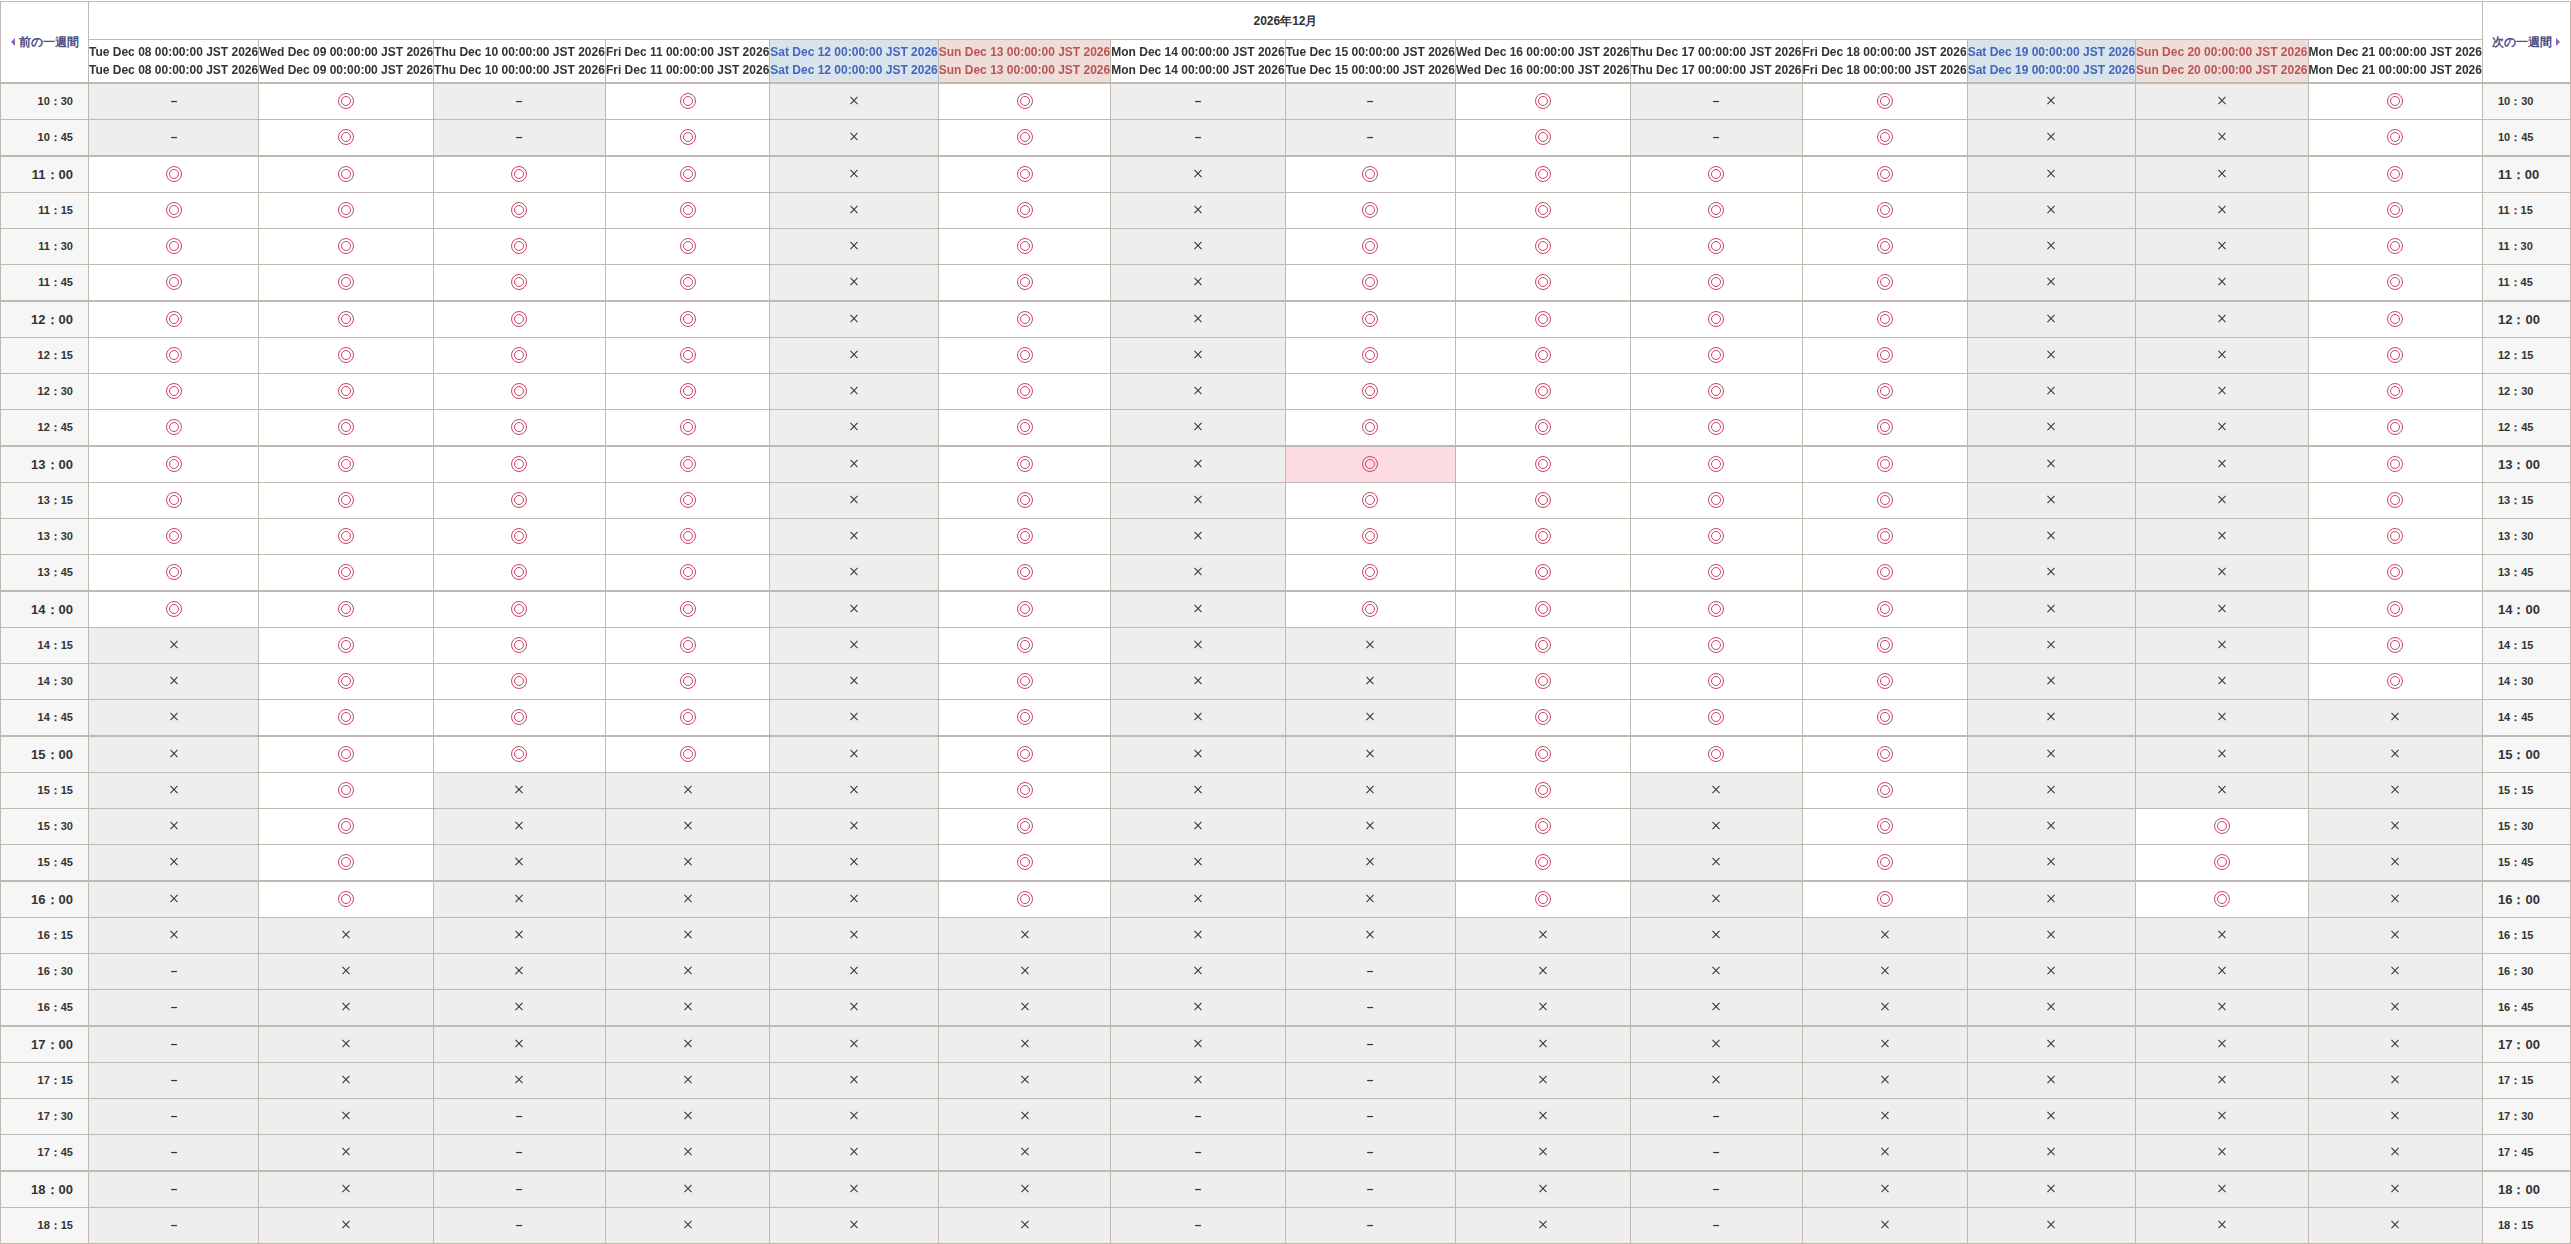 2026年12月
前の一週間
次の一週間
Tue Dec 08 00:00:00 JST 2026 Wed Dec 09 00:00:00 JST 2026 Thu Dec 10 00:00:00 JST 2026 Fri Dec 11 00:00:00 JST 2026 Sat Dec 12 00:00:00 JST 2026 Sun Dec 13 00:00:00 JST 2026 Mon Dec 14 00:00:00 JST 2026 Tue Dec 15 00:00:00 JST 2026 Wed Dec 16 00:00:00 JST 2026 Thu Dec 17 00:00:00 JST 2026 Fri Dec 18 00:00:00 JST 2026 Sat Dec 19 00:00:00 JST 2026 Sun Dec 20 00:00:00 JST 2026 Mon Dec 21 00:00:00 JST 2026
Tue Dec 08 00:00:00 JST 2026 Wed Dec 09 00:00:00 JST 2026 Thu Dec 10 00:00:00 JST 2026 Fri Dec 11 00:00:00 JST 2026 Sat Dec 12 00:00:00 JST 2026 Sun Dec 13 00:00:00 JST 2026 Mon Dec 14 00:00:00 JST 2026 Tue Dec 15 00:00:00 JST 2026 Wed Dec 16 00:00:00 JST 2026 Thu Dec 17 00:00:00 JST 2026 Fri Dec 18 00:00:00 JST 2026 Sat Dec 19 00:00:00 JST 2026 Sun Dec 20 00:00:00 JST 2026 Mon Dec 21 00:00:00 JST 2026
10：30 – ◎ – ◎ × ◎ – – ◎ – ◎ × × ◎ 10：30
10：45 – ◎ – ◎ × ◎ – – ◎ – ◎ × × ◎ 10：45
11：00 ◎ ◎ ◎ ◎ × ◎ × ◎ ◎ ◎ ◎ × × ◎ 11：00
11：15 ◎ ◎ ◎ ◎ × ◎ × ◎ ◎ ◎ ◎ × × ◎ 11：15
11：30 ◎ ◎ ◎ ◎ × ◎ × ◎ ◎ ◎ ◎ × × ◎ 11：30
11：45 ◎ ◎ ◎ ◎ × ◎ × ◎ ◎ ◎ ◎ × × ◎ 11：45
12：00 ◎ ◎ ◎ ◎ × ◎ × ◎ ◎ ◎ ◎ × × ◎ 12：00
12：15 ◎ ◎ ◎ ◎ × ◎ × ◎ ◎ ◎ ◎ × × ◎ 12：15
12：30 ◎ ◎ ◎ ◎ × ◎ × ◎ ◎ ◎ ◎ × × ◎ 12：30
12：45 ◎ ◎ ◎ ◎ × ◎ × ◎ ◎ ◎ ◎ × × ◎ 12：45
13：00 ◎ ◎ ◎ ◎ × ◎ × ◎ ◎ ◎ ◎ × × ◎ 13：00
13：15 ◎ ◎ ◎ ◎ × ◎ × ◎ ◎ ◎ ◎ × × ◎ 13：15
13：30 ◎ ◎ ◎ ◎ × ◎ × ◎ ◎ ◎ ◎ × × ◎ 13：30
13：45 ◎ ◎ ◎ ◎ × ◎ × ◎ ◎ ◎ ◎ × × ◎ 13：45
14：00 ◎ ◎ ◎ ◎ × ◎ × ◎ ◎ ◎ ◎ × × ◎ 14：00
14：15 × ◎ ◎ ◎ × ◎ × × ◎ ◎ ◎ × × ◎ 14：15
14：30 × ◎ ◎ ◎ × ◎ × × ◎ ◎ ◎ × × ◎ 14：30
14：45 × ◎ ◎ ◎ × ◎ × × ◎ ◎ ◎ × × × 14：45
15：00 × ◎ ◎ ◎ × ◎ × × ◎ ◎ ◎ × × × 15：00
15：15 × ◎ × × × ◎ × × ◎ × ◎ × × × 15：15
15：30 × ◎ × × × ◎ × × ◎ × ◎ × ◎ × 15：30
15：45 × ◎ × × × ◎ × × ◎ × ◎ × ◎ × 15：45
16：00 × ◎ × × × ◎ × × ◎ × ◎ × ◎ × 16：00
16：15 × × × × × × × × × × × × × × 16：15
16：30 – × × × × × × – × × × × × × 16：30
16：45 – × × × × × × – × × × × × × 16：45
17：00 – × × × × × × – × × × × × × 17：00
17：15 – × × × × × × – × × × × × × 17：15
17：30 – × – × × × – – × – × × × × 17：30
17：45 – × – × × × – – × – × × × × 17：45
18：00 – × – × × × – – × – × × × × 18：00
18：15 – × – × × × – – × – × × × × 18：15